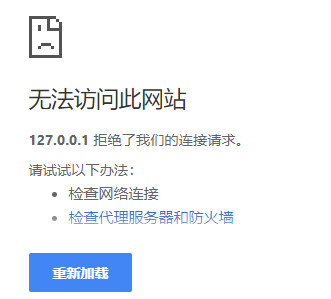 无法访问此网站
127.0.0.1 拒绝了我们的连接请求。
请试试以下办法：
检查网络连接
检查代理服务器和防火墙
重新加载